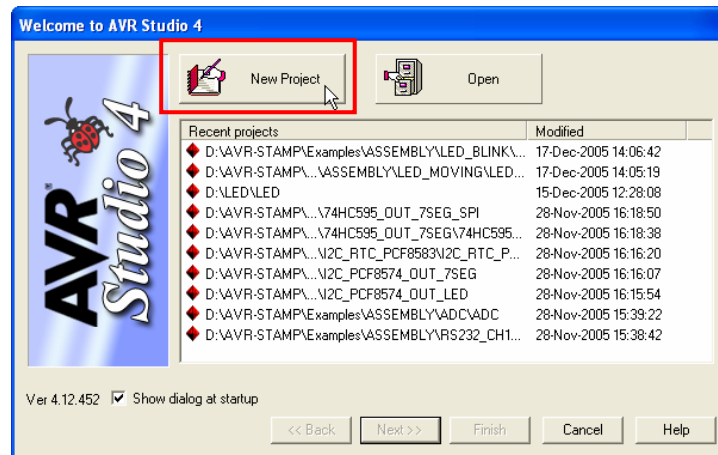 Welcome to AVR Studio 4
New Project
Open
AVR
Studio 4
Recent projects Modified
D:\AVR-STAMP\Examples\ASSEMBLY\LED_BLINK\... 17-Dec-2005 14:06:42
D:\AVR-STAMP\...\ASSEMBLY\LED_MOVING\LED... 17-Dec-2005 14:05:19
D:\LED\LED 15-Dec-2005 12:28:08
D:\AVR-STAMP\...\74HC595_OUT_7SEG_SPI 28-Nov-2005 16:18:50
D:\AVR-STAMP\...\74HC595_OUT_7SEG\74HC595... 28-Nov-2005 16:18:38
D:\AVR-STAMP\...\I2C_RTC_PCF8583\I2C_RTC_P... 28-Nov-2005 16:16:20
D:\AVR-STAMP\...\I2C_PCF8574_OUT_7SEG 28-Nov-2005 16:16:07
D:\AVR-STAMP\...\I2C_PCF8574_OUT_LED 28-Nov-2005 16:15:54
D:\AVR-STAMP\Examples\ASSEMBLY\ADC\ADC 28-Nov-2005 15:39:22
D:\AVR-STAMP\Examples\ASSEMBLY\RS232_CH1... 28-Nov-2005 15:38:42
Ver 4.12.452 Show dialog at startup
<< Back Next >> Finish Cancel Help